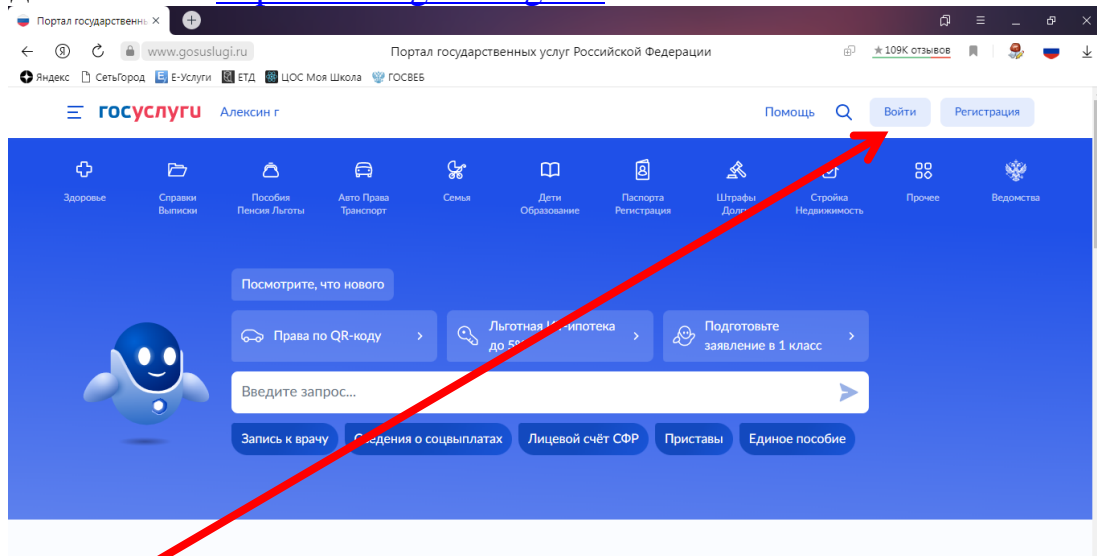 Портал государственнь
www.gosuslugi.ru
Портал государственных услуг Российской Федерации
109K отзывов
Яндекс СетьГород Е-Услуги ЕТД ЦОС Моя Школа ГОСВЕБ
госуслуги Алексин г Помощь Войти Регистрация
Здоровье Справки Пособия Авто Права Семья Дети Паспорта Штрафы Стройка Прочее Ведомства
Выписки Пенсия Льготы Транспорт Образование Регистрация Недвижимость
Посмотрите, что нового
Права по QR-коду
Льготная
до
Подготовьте
заявление в 1 класс
Введите запрос...
Запись к врачу
о соцвыплатах
Лицевой счёт СФР
Приставы
Единое пособие